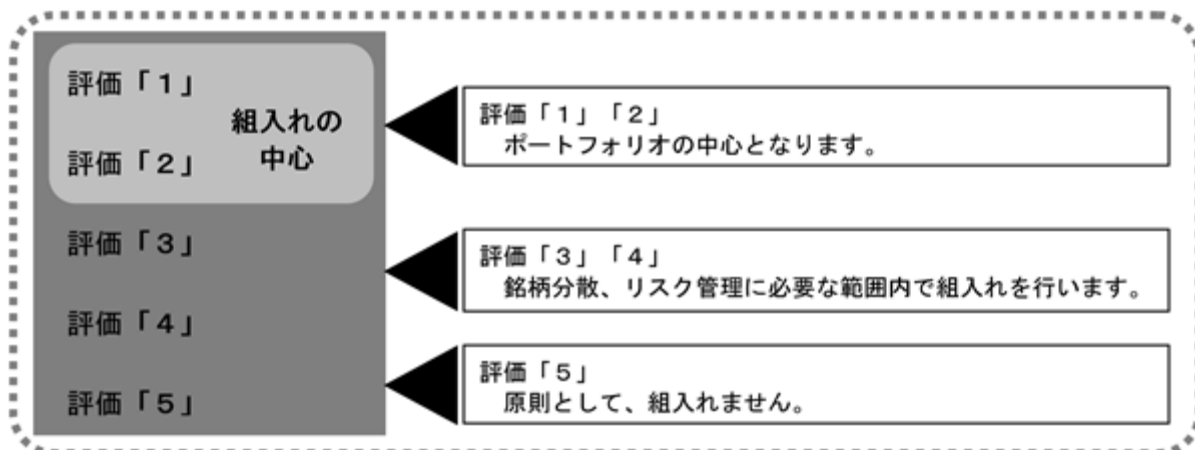 評価「１」
組入れの
中心
評価「２」
評価「３」
評価「４」
評価「５」
評価「１」「２」
ポートフォリオの中心となります。
評価「３」「４」
銘柄分散、リスク管理に必要な範囲内で組入れを行います。
評価「５」
原則として、組入れません。